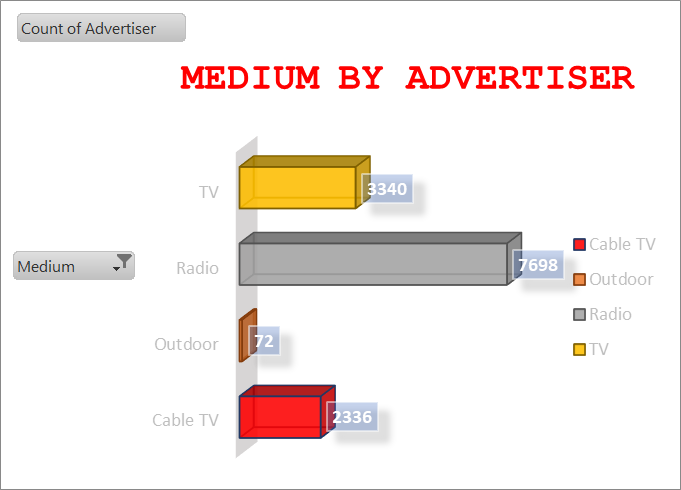 Count of Advertiser
MEDIUM BY ADVERTISER
TV
3340
Medium
Radio
7698
Outdoor
72
Cable TV
2336
Cable TV
Outdoor
Radio
TV